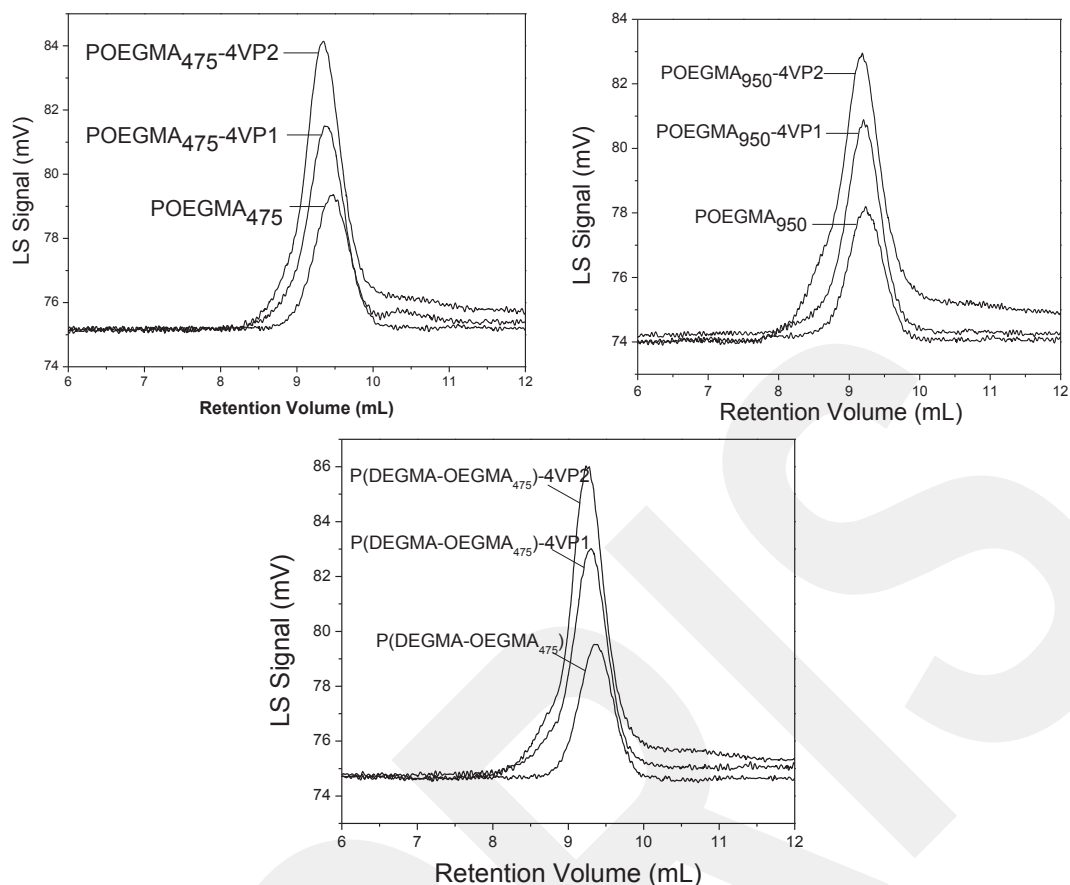 84
82
80
78
76
74
LS Signal (mV)
POEGMA475-4VP2
POEGMA475-4VP1
POEGMA475
6 7 8 9 10 11 12
Retention Volume (mL)
84
82
80
78
76
74
LS Signal (mV)
POEGMA950-4VP2
POEGMA950-4VP1
POEGMA950
6 7 8 9 10 11 12
Retention Volume (mL)
86
84
82
80
78
76
74
LS Signal (mV)
P(DEGMA-OEGMA475)-4VP2
P(DEGMA-OEGMA475)-4VP1
P(DEGMA-OEGMA475)
6 7 8 9 10 11 12
Retention Volume (mL)